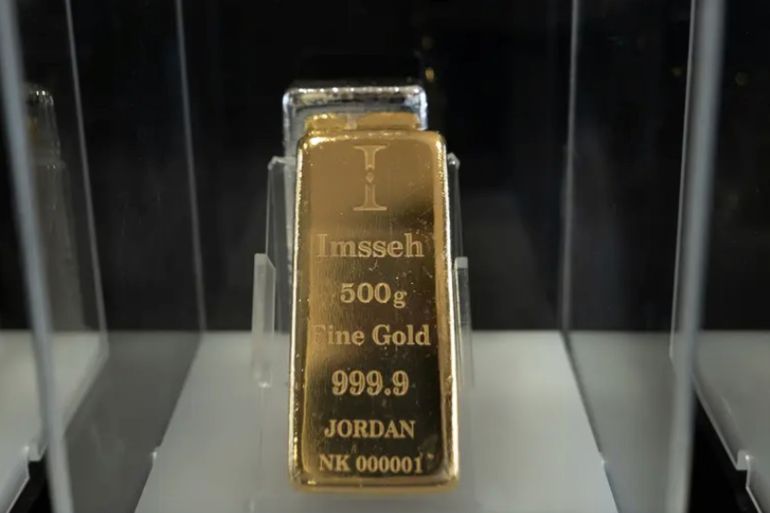 Imsseh
500g
Fine Gold
999.9
JORDAN
NK 000001